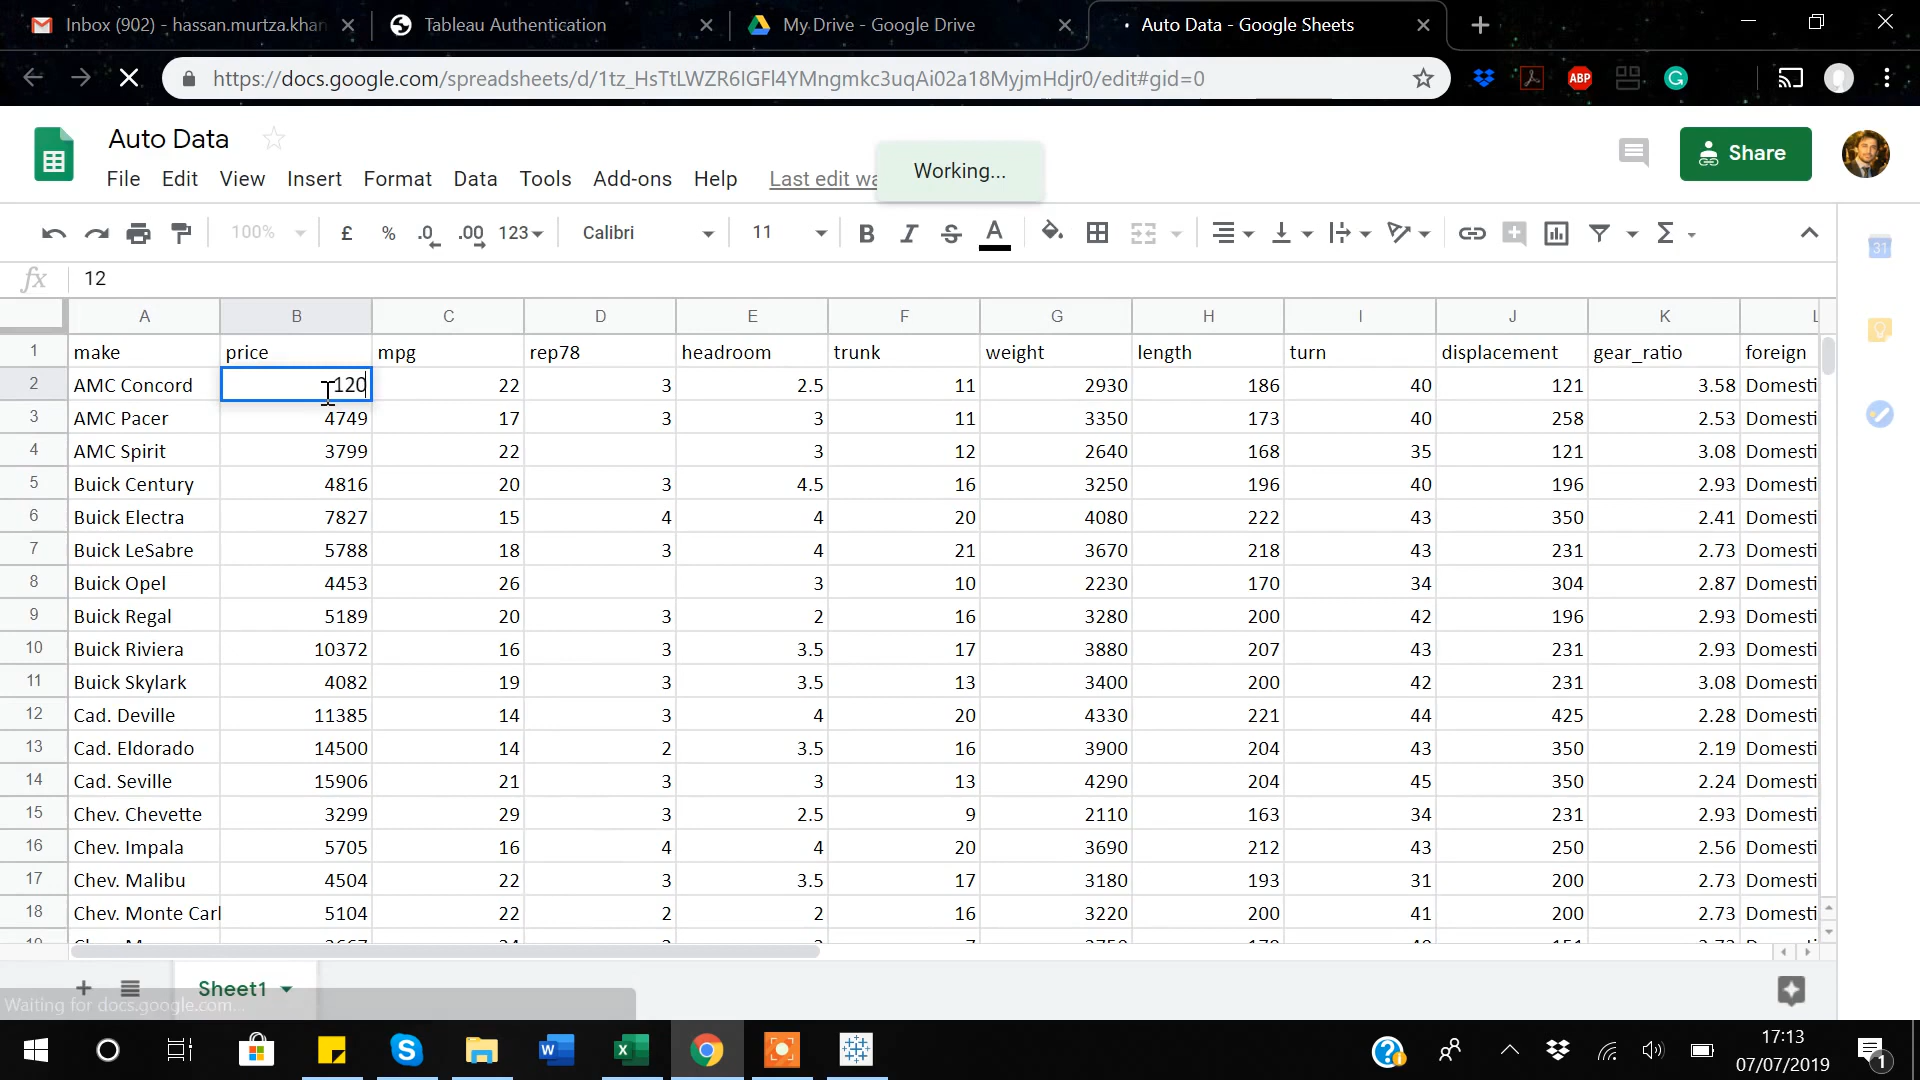 Inbox (902) - hassan.murtza.khan
Tableau Authentication
My Drive - Google Drive
Auto Data - Google Sheets
https://docs.google.com/spreadsheets/d/1tz_HsTtLWZR6IGFl4YMngmkc3uqAi02a18MyjmHdjr0/edit#gid=0
ABP
Auto Data
Working...
Share
File Edit View Insert Format Data Tools Add-ons Help Last edit wa
100% £ % .0 .00 123 Calibri 11 B I S A Σ
31
fx 12
A B C D E F G H I J K L
1 make price mpg rep78 headroom trunk weight length turn displacement gear_ratio foreign
2 AMC Concord 120 22 3 2.5 11 2930 186 40 121 3.58 Domesti
3 AMC Pacer 4749 17 3 3 11 3350 173 40 258 2.53 Domesti
4 AMC Spirit 3799 22 3 12 2640 168 35 121 3.08 Domesti
5 Buick Century 4816 20 3 4.5 16 3250 196 40 196 2.93 Domesti
6 Buick Electra 7827 15 4 4 20 4080 222 43 350 2.41 Domesti
7 Buick LeSabre 5788 18 3 4 21 3670 218 43 231 2.73 Domesti
8 Buick Opel 4453 26 3 10 2230 170 34 304 2.87 Domesti
9 Buick Regal 5189 20 3 2 16 3280 200 42 196 2.93 Domesti
10 Buick Riviera 10372 16 3 3.5 17 3880 207 43 231 2.93 Domesti
11 Buick Skylark 4082 19 3 3.5 13 3400 200 42 231 3.08 Domesti
12 Cad. Deville 11385 14 3 4 20 4330 221 44 425 2.28 Domesti
13 Cad. Eldorado 14500 14 2 3.5 16 3900 204 43 350 2.19 Domesti
14 Cad. Seville 15906 21 3 3 13 4290 204 45 350 2.24 Domesti
15 Chev. Chevette 3299 29 3 2.5 9 2110 163 34 231 2.93 Domesti
16 Chev. Impala 5705 16 4 4 20 3690 212 43 250 2.56 Domesti
17 Chev. Malibu 4504 22 3 3.5 17 3180 193 31 200 2.73 Domesti
18 Chev. Monte Carl 5104 22 2 2 16 3220 200 41 200 2.73 Domesti
Sheet1
Waiting for docs.google.com...
17:13
07/07/2019
1